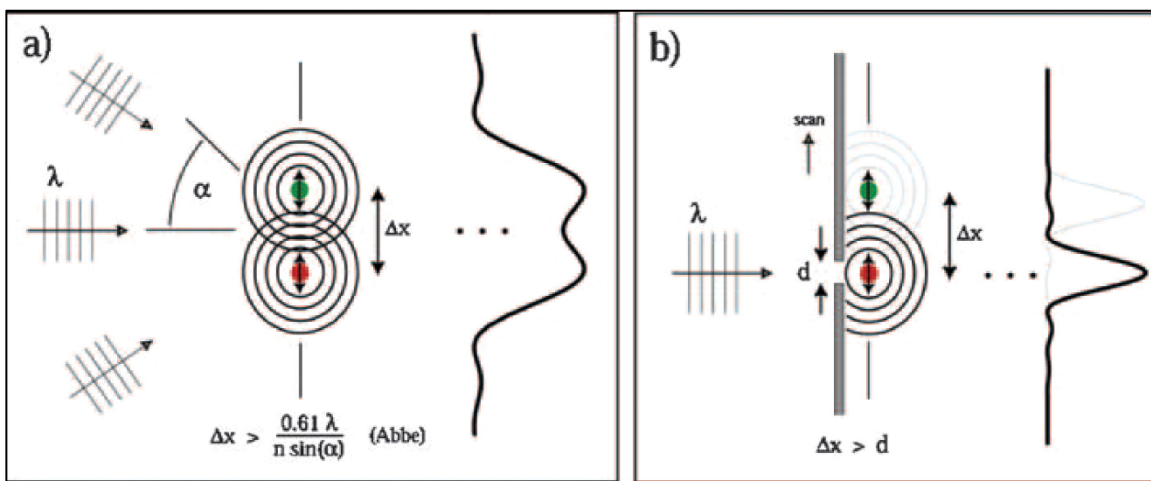 a)
λ
α
Δx
. . .
Δx > 0.61 λ / n sin(α) (Abbe)
b)
scan
λ
d
Δx
. . .
Δx > d